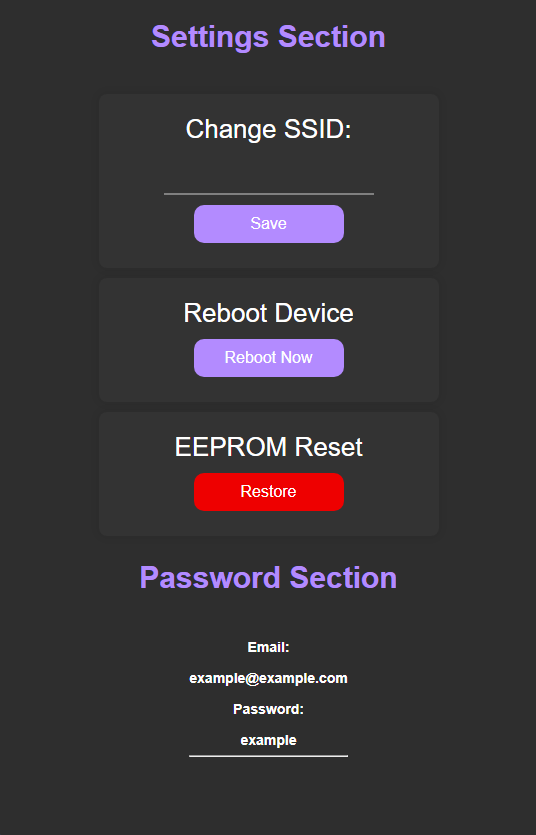 Settings Section
Change SSID:
Save
Reboot Device
Reboot Now
EEPROM Reset
Restore
Password Section
Email:
example@example.com
Password:
example